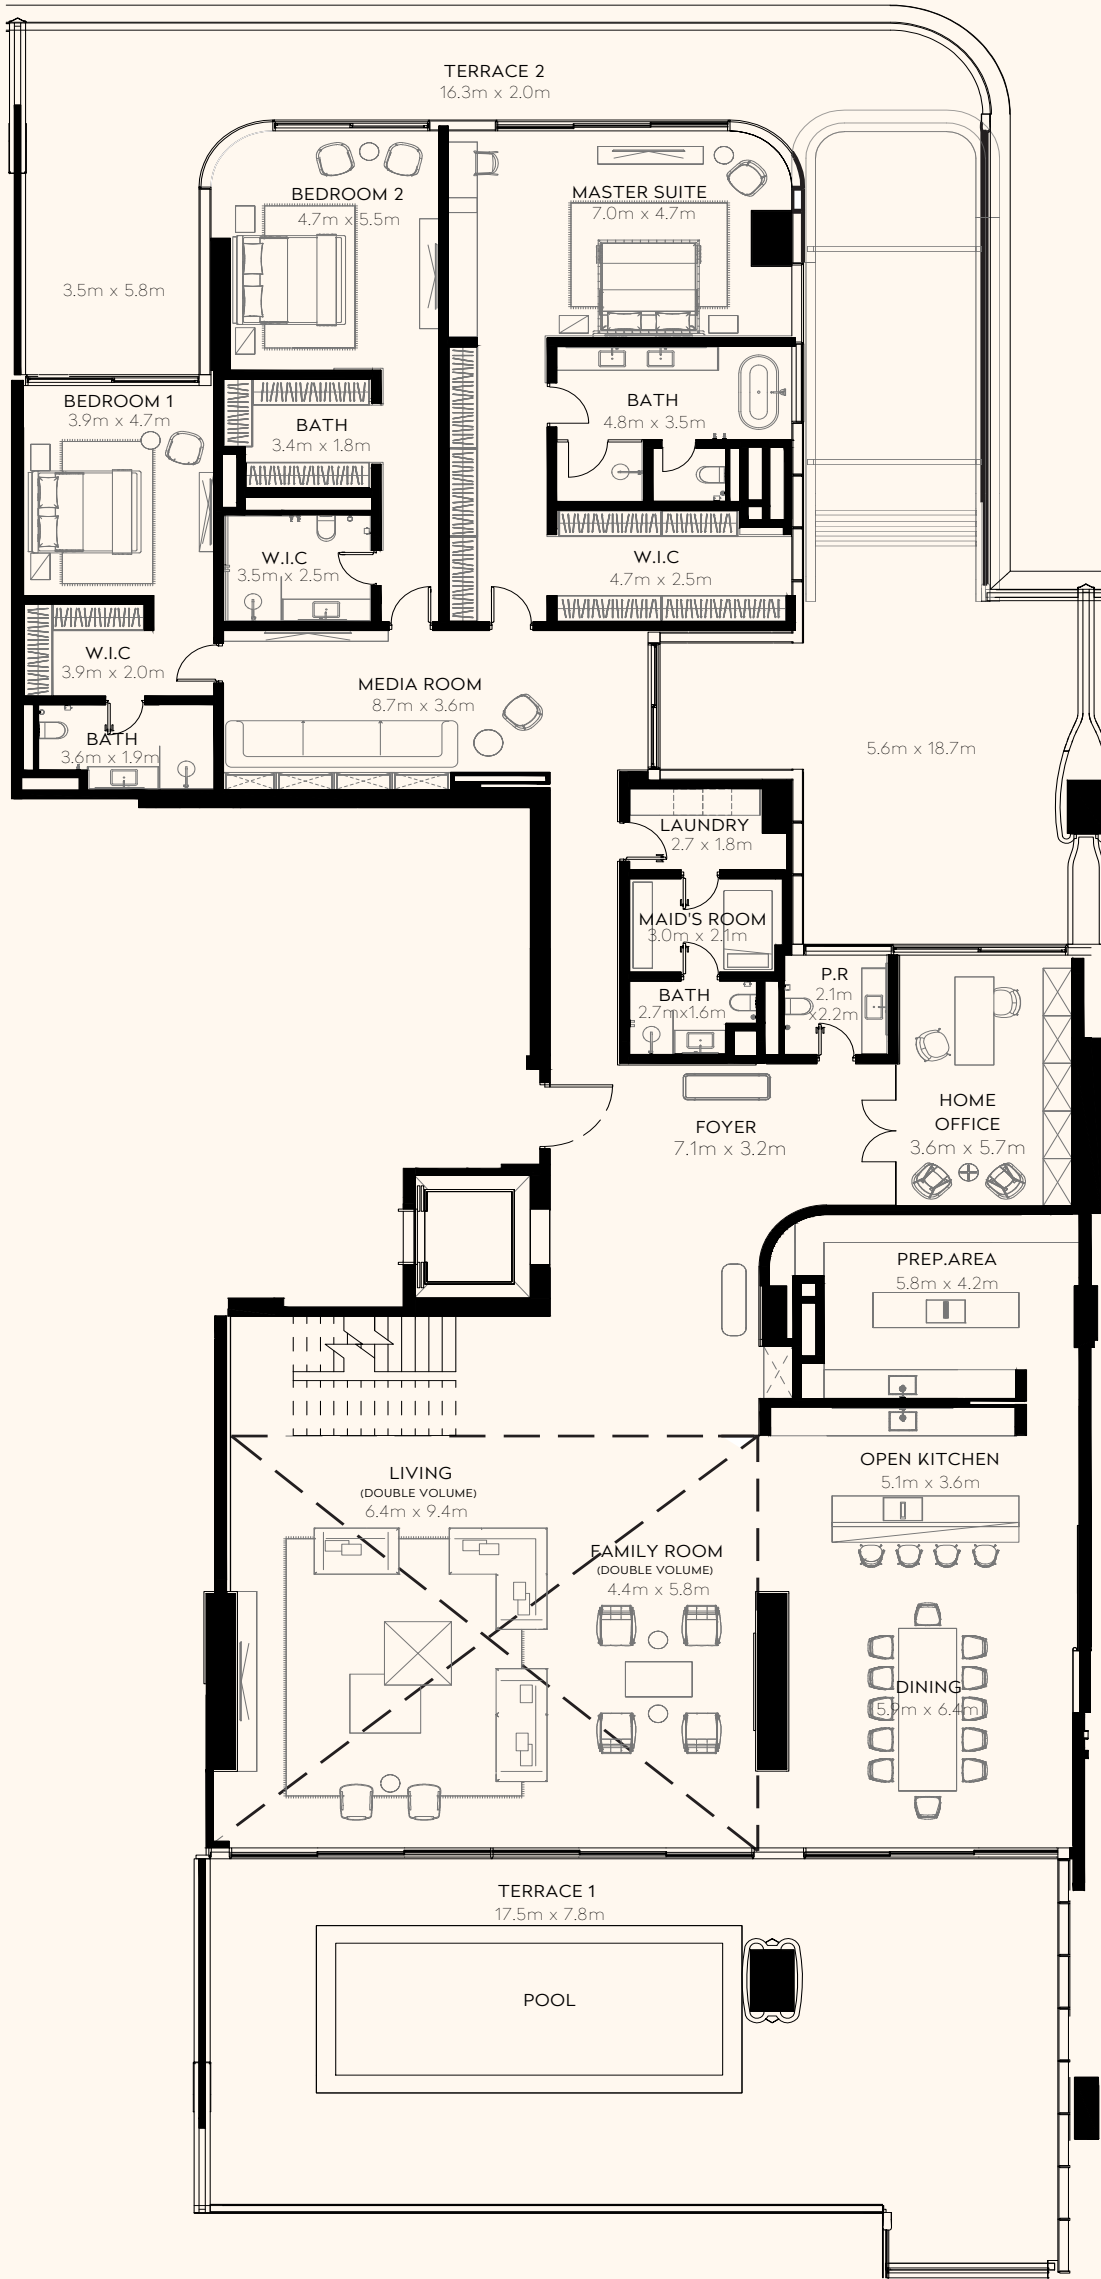 TERRACE 2
16.3m x 2.0m
BEDROOM 2
4.7m x 5.5m
MASTER SUITE
7.0m x 4.7m
3.5m x 5.8m
BEDROOM 1
3.9m x 4.7m
BATH
3.4m x 1.8m
BATH
4.8m x 3.5m
W.I.C
3.5m x 2.5m
W.I.C
4.7m x 2.5m
W.I.C
3.9m x 2.0m
MEDIA ROOM
8.7m x 3.6m
BATH
3.6m x 1.9m
5.6m x 18.7m
LAUNDRY
2.7 x 1.8m
MAID'S ROOM
3.0m x 2.1m
BATH
2.7mx1.6m
P.R
2.1m
x2.2m
HOME
OFFICE
3.6m x 5.7m
FOYER
7.1m x 3.2m
PREP.AREA
5.8m x 4.2m
OPEN KITCHEN
5.1m x 3.6m
LIVING
(DOUBLE VOLUME)
6.4m x 9.4m
FAMILY ROOM
(DOUBLE VOLUME)
4.4m x 5.8m
DINING
5.9m x 6.4m
TERRACE 1
17.5m x 7.8m
POOL